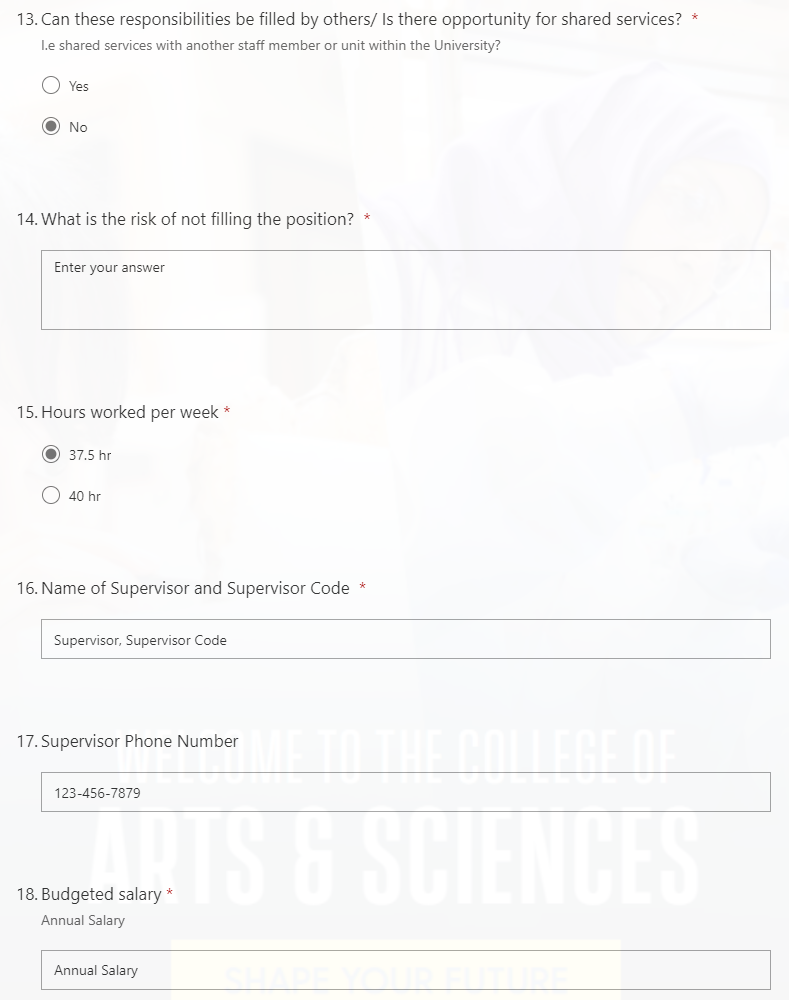 13. Can these responsibilities be filled by others/ Is there opportunity for shared services? *
I.e shared services with another staff member or unit within the University?
Yes
No
14. What is the risk of not filling the position? *
Enter your answer
15. Hours worked per week *
37.5 hr
40 hr
16. Name of Supervisor and Supervisor Code *
Supervisor, Supervisor Code
17. Supervisor Phone Number
WELCOME TO THE COLLEGE OF
123-456-7879
ARTS & SCIENCES
18. Budgeted salary *
Annual Salary
Annual Salary
SHAPE YOUR FUTURE